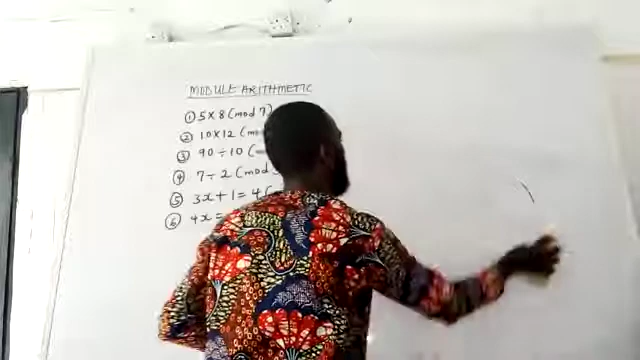 MODULE ARITHMETIC
① 5 x 8 (mod 7)
② 10 x 12 (mo
③ 90 ÷ 10 (
④ 7 ÷ 2 (mod
⑤ 3x + 1 = 4 (
⑥ 4x =